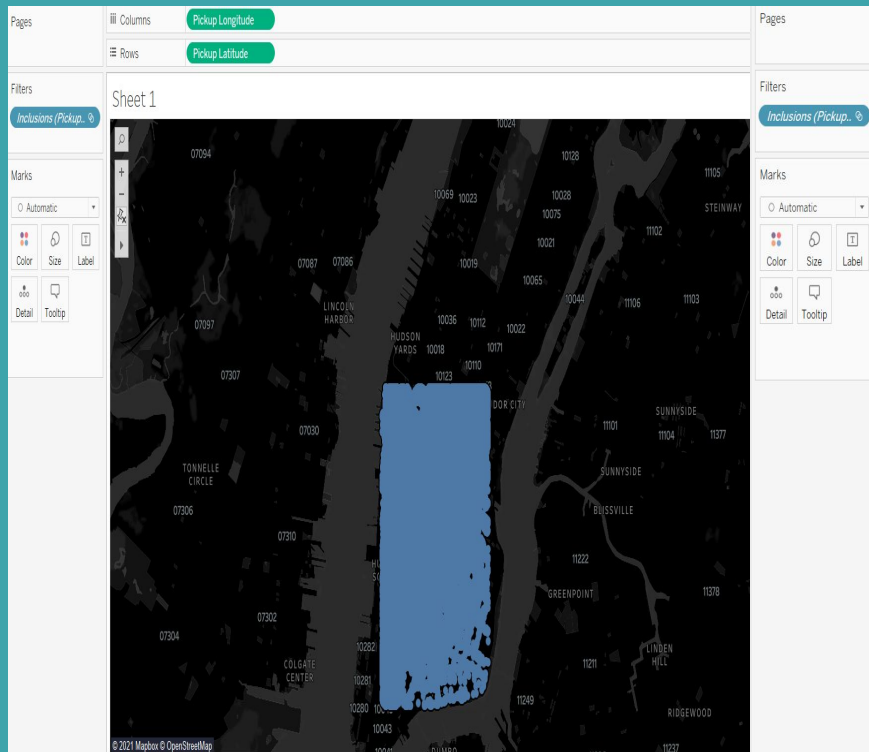 Pages
Columns
Pickup Longitude
Rows
Pickup Latitude
Filters
Inclusions (Pickup..
Marks
Automatic
Color
Size
Label
Detail
Tooltip
Sheet 1
10024
07094
10128
11105
10069
10023
10028
STEINWAY
10075
10021
11102
07087
07086
10019
10065
10044
11106
11103
LINCOLN
HARBOR
07097
10036
10112
10022
HUDSON
YARDS
10018
10171
10110
07307
10123
DOR CITY
SUNNYSIDE
07030
11101
11104
11377
TONNELLE
CIRCLE
SUNNYSIDE
07306
BLISSVILLE
07310
11222
GREENPOINT
11378
07302
07304
10282
LINDEN
HILL
COLGATE
CENTER
11211
10281
10280
11249
RIDGEWOOD
10043
DUMBO
11237
© 2021 Mapbox © OpenStreetMap
Pages
Filters
Inclusions (Pickup..
Marks
Automatic
Color
Size
Label
Detail
Tooltip